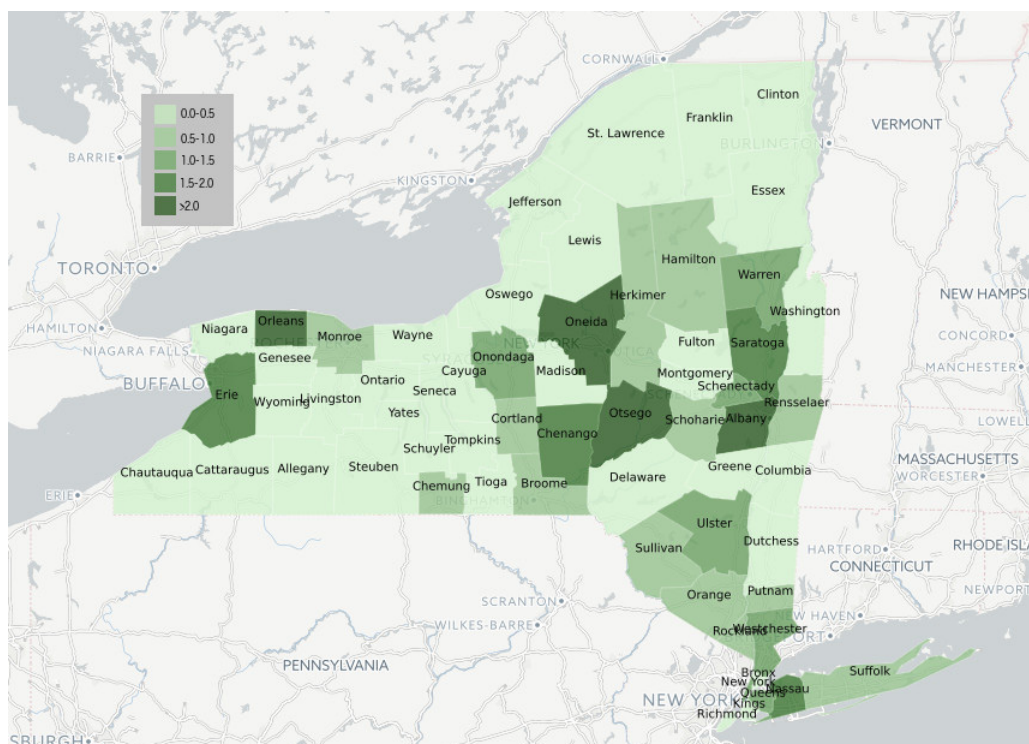 CORNWALL
Clinton
Franklin
St. Lawrence
VERMONT
BURLINGTON
0.0-0.5
0.5-1.0
1.0-1.5
1.5-2.0
>2.0
BARRIE
KINGSTON
Essex
Jefferson
Lewis
Hamilton
TORONTO
Warren
Oswego
Herkimer
NEW HAMPS
Washington
Orleans
Oneida
HAMILTON
Niagara
Monroe
Wayne
CONCORD
NIAGARA FALLS
Genesee
Onondaga
NEW YORK
Fulton
Saratoga
MANCHESTER
BUFFALO
Cayuga
Madison
UTICA
Montgomery
Ontario
Seneca
Schenectady
Erie
Wyoming
Livingston
Rensselaer
Yates
Cortland
Otsego
Schoharie
Albany
LOWELL
Chenango
Tompkins
Schuyler
MASSACHUSETTS
Chautauqua
Cattaraugus
Allegany
Steuben
Greene
Columbia
WORCESTER
Chemung
Tioga
Broome
Delaware
ERIE
BINGHAMTON
Ulster
Sullivan
Dutchess
HARTFORD
RHODE ISL
CONNECTICUT
SCRANTON
Orange
Putnam
NEWPORT
NEW HAVEN
WILKES-BARRE
Rockland
Westchester
PENNSYLVANIA
Bronx
Suffolk
New York
Nassau
Queens
NEW YORK
Kings
Richmond
SBURGH